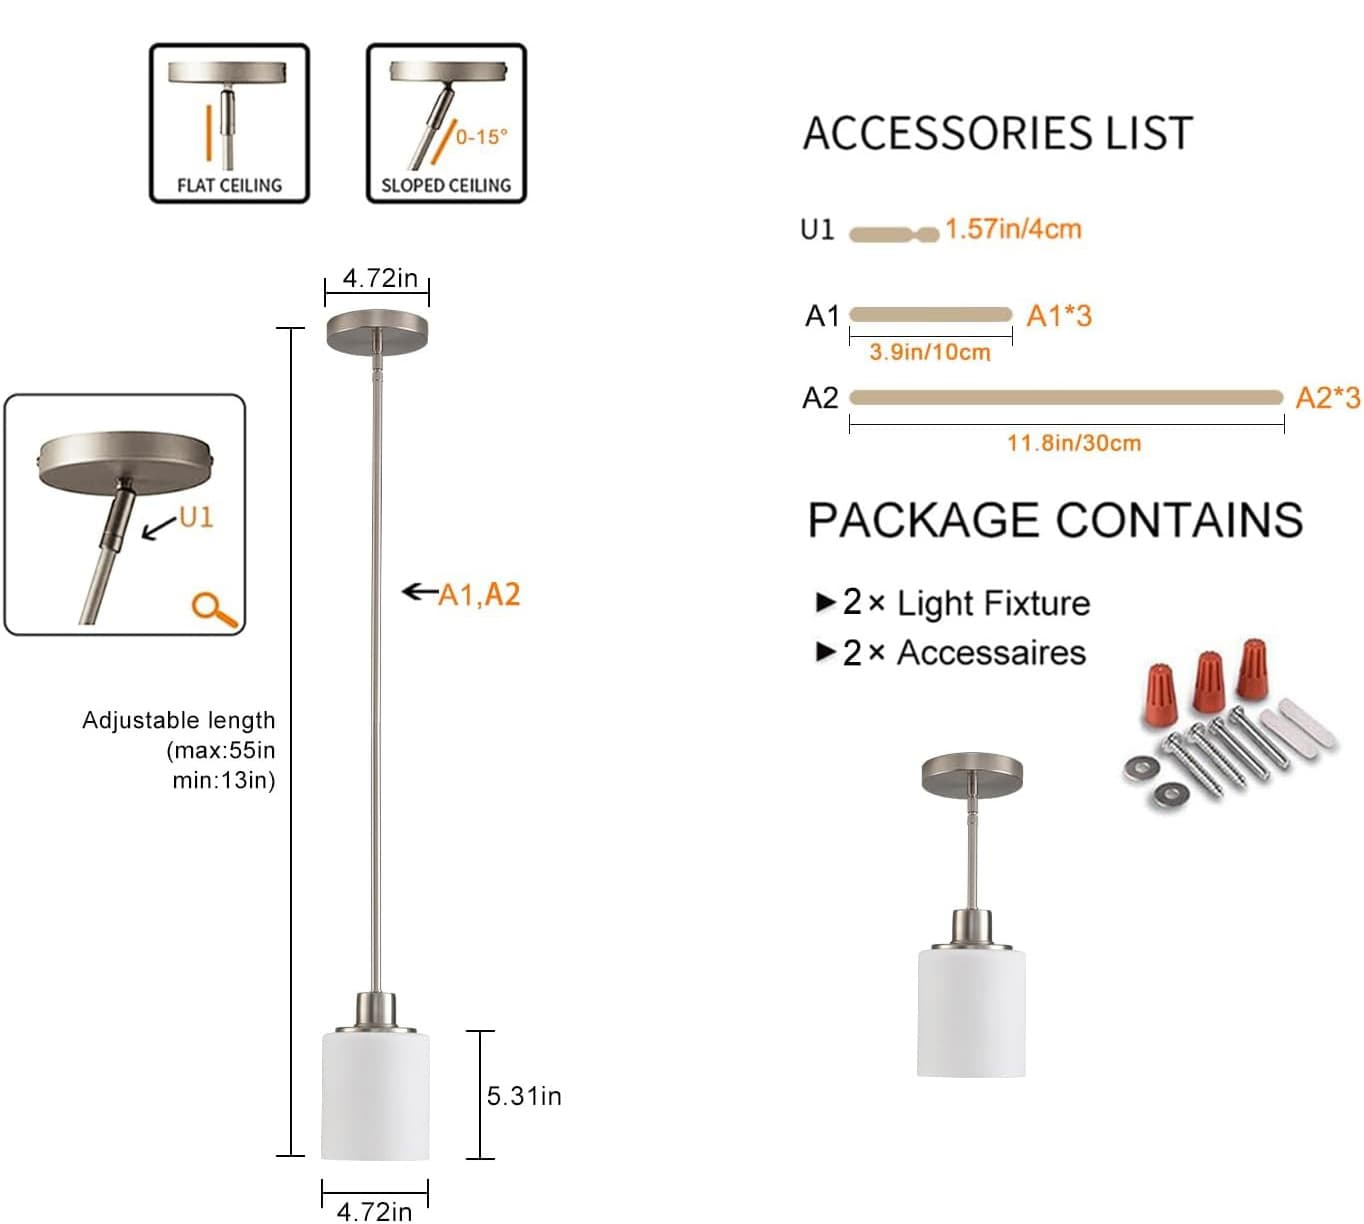 FLAT CEILING
0-15°
SLOPED CEILING
4.72in
U1
A1,A2
Adjustable length
(max:55in
min:13in)
5.31in
4.72in
ACCESSORIES LIST
U1 1.57in/4cm
A1 A1*3
3.9in/10cm
A2 A2*3
11.8in/30cm
PACKAGE CONTAINS
►2× Light Fixture
►2× Accessaires